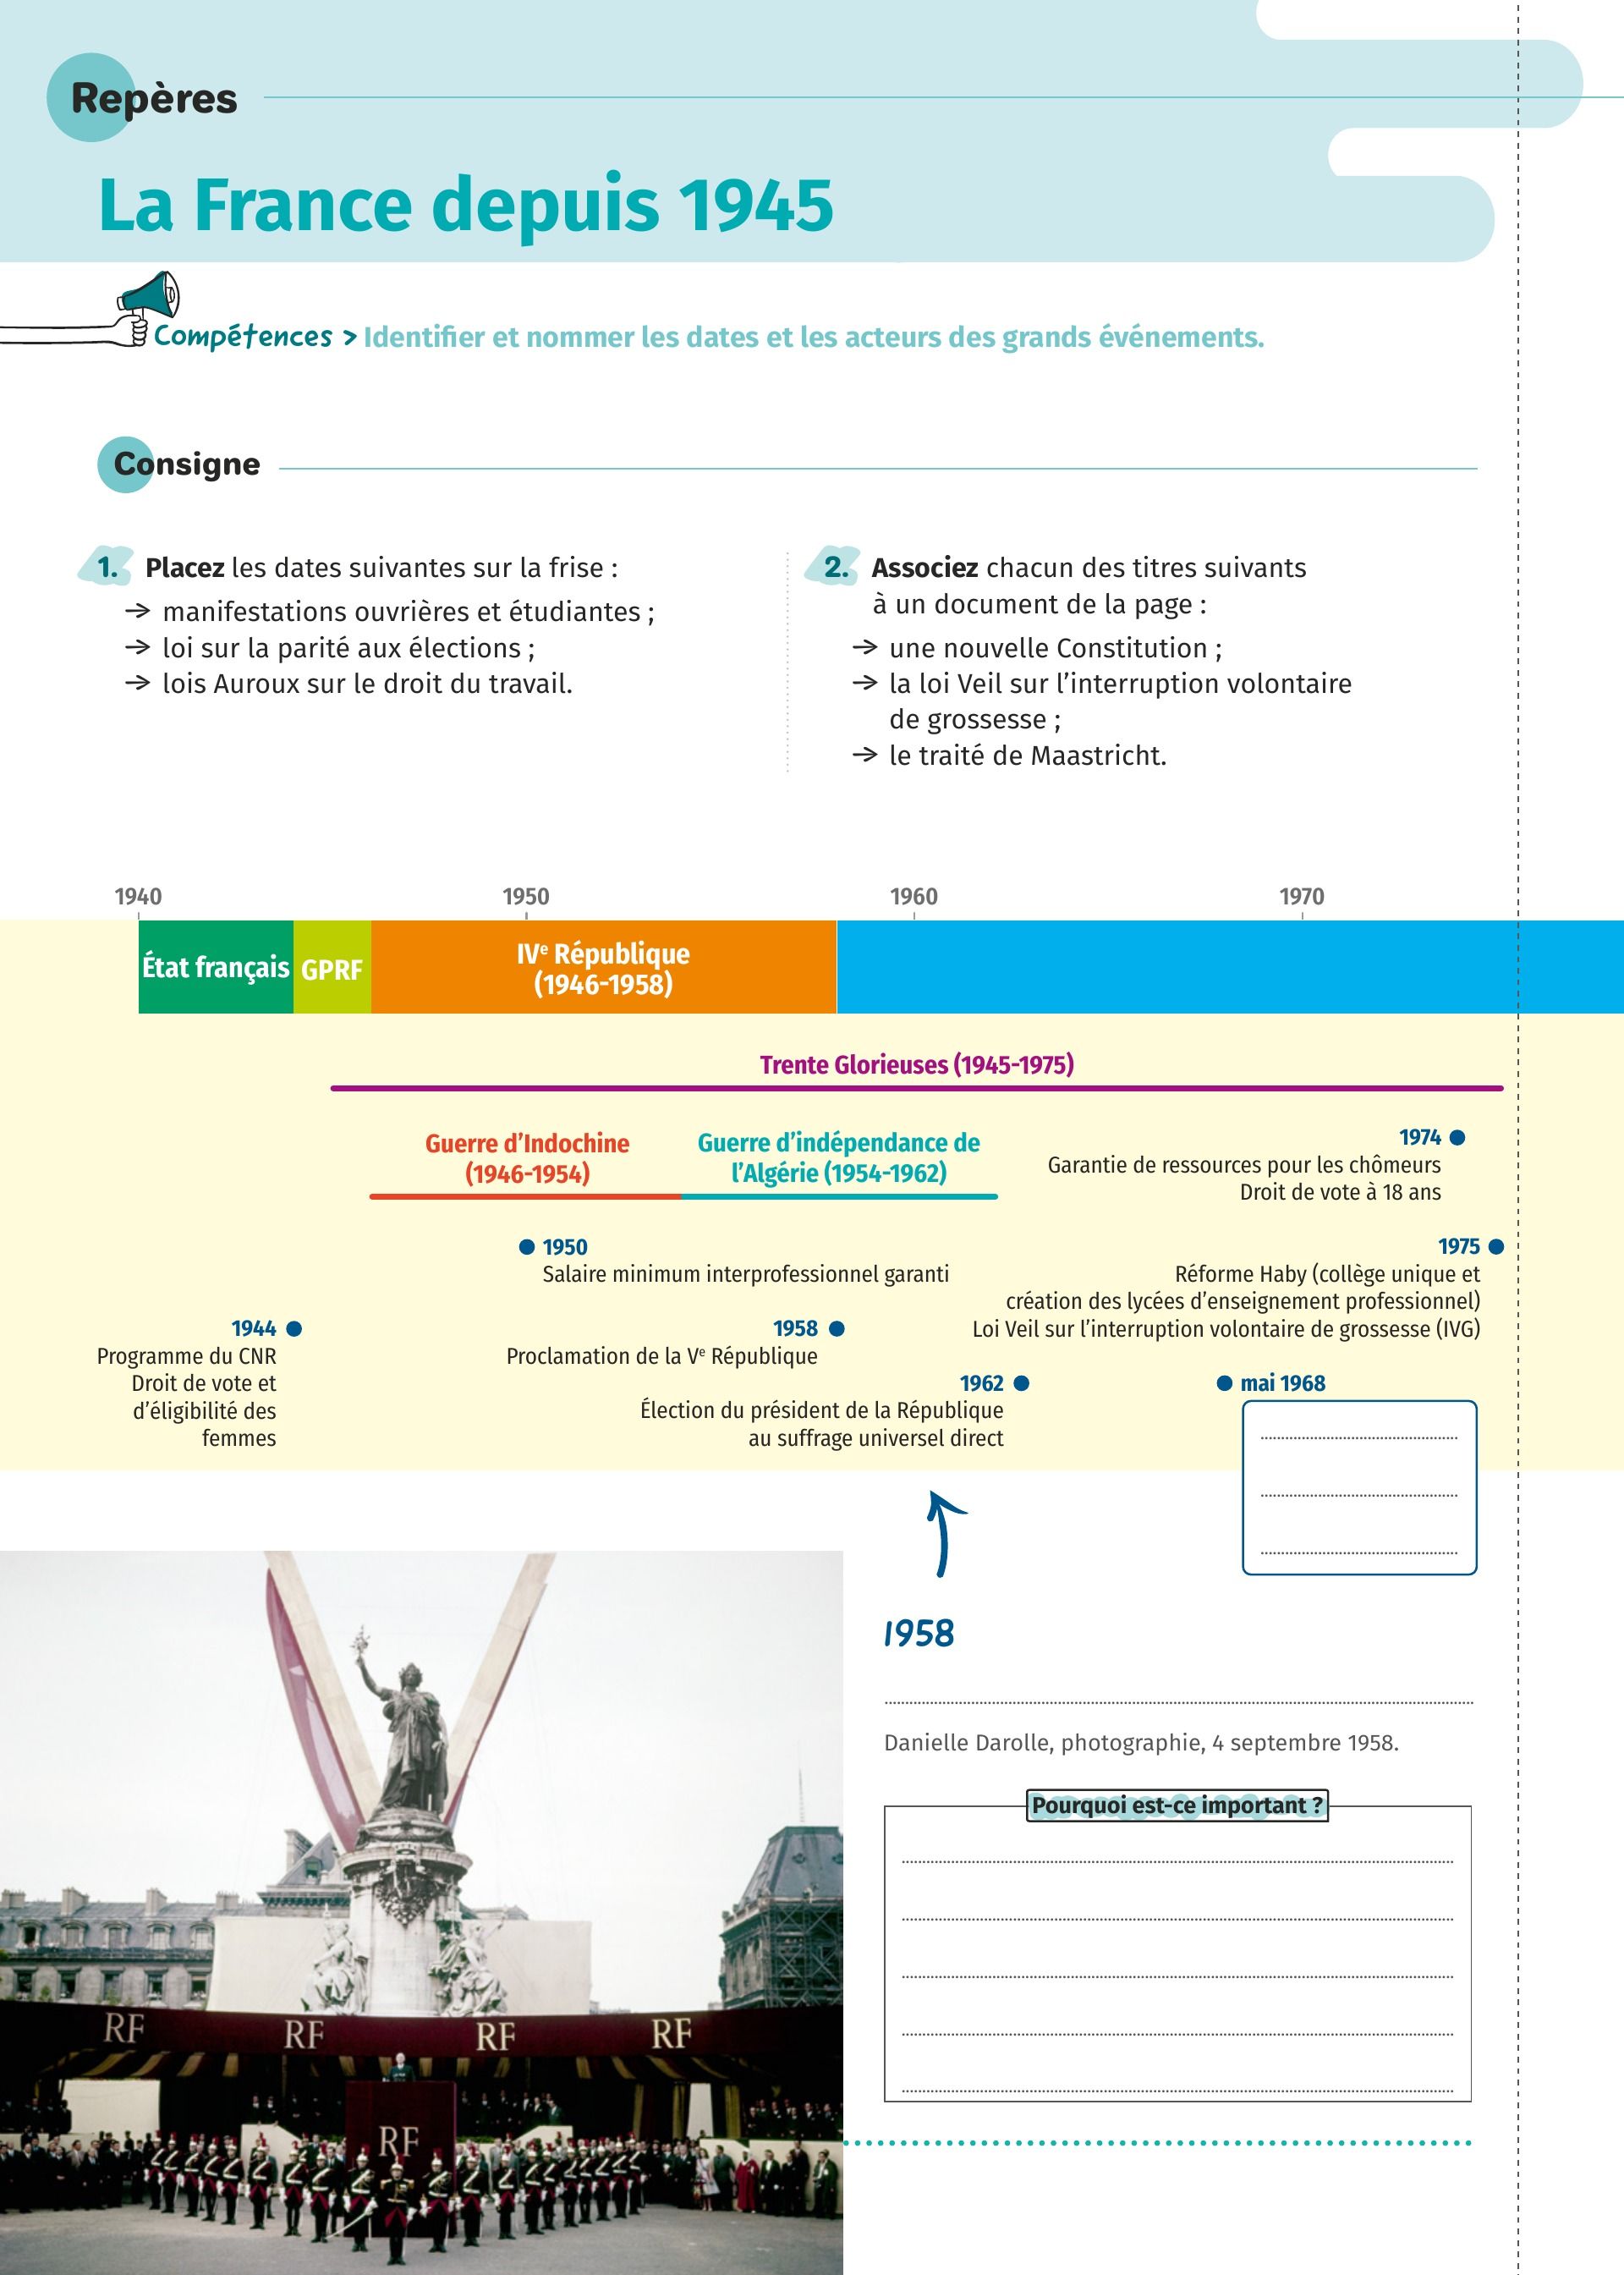 Repères
La France depuis 1945
Compétences > Identifier et nommer les dates et les acteurs des grands événements.
Consigne
1. Placez les dates suivantes sur la frise :
→ manifestations ouvrières et étudiantes ;
→ loi sur la parité aux élections ;
→ lois Auroux sur le droit du travail.
2. Associez chacun des titres suivants
à un document de la page :
→ une nouvelle Constitution ;
→ la loi Veil sur l’interruption volontaire
de grossesse ;
→ le traité de Maastricht.
1940 1950 1960 1970
État français GPRF
IVe République
(1946-1958)
Trente Glorieuses (1945-1975)
Guerre d’Indochine
(1946-1954)
Guerre d’indépendance de
l’Algérie (1954-1962)
1974
Garantie de ressources pour les chômeurs
Droit de vote à 18 ans
1950
Salaire minimum interprofessionnel garanti
1975
Réforme Haby (collège unique et
création des lycées d’enseignement professionnel)
Loi Veil sur l’interruption volontaire de grossesse (IVG)
1944
Programme du CNR
Droit de vote et
d’éligibilité des
femmes
1958
Proclamation de la Ve République
1962
Élection du président de la République
au suffrage universel direct
mai 1968
1958
Danielle Darolle, photographie, 4 septembre 1958.
Pourquoi est-ce important ?
RF RF RF RF
RF